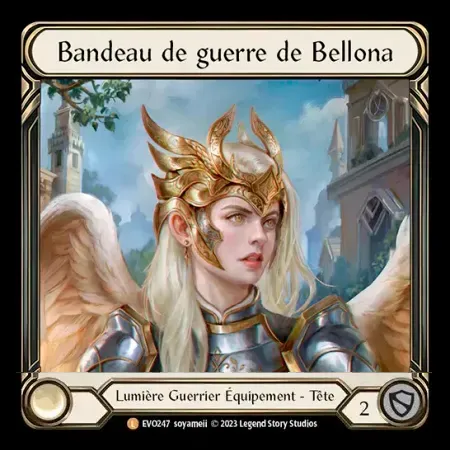 Bandeau de guerre de Bellona
Lumière Guerrier Équipement - Tête
2
L EVO247 soyameii © 2023 Legend Story Studios